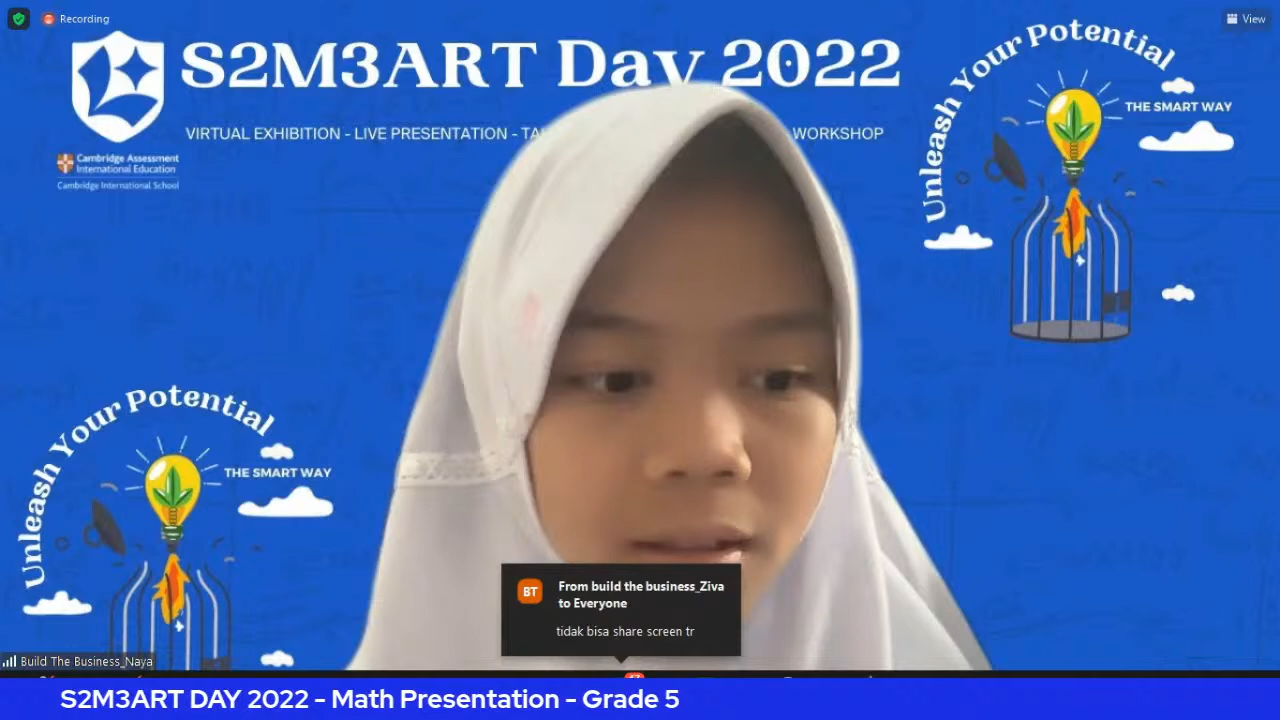 Recording
View
S2M3ART Day 2022
VIRTUAL EXHIBITION - LIVE PRESENTATION - 
WORKSHOP
Cambridge Assessment
International Education
Cambridge International School
Unleash Your Potential
THE SMART WAY
Unleash Your Potential
THE SMART WAY
BT
From build the business_Ziva
to Everyone
tidak bisa share screen tr
Build The Business_Naya
S2M3ART DAY 2022 - Math Presentation - Grade 5